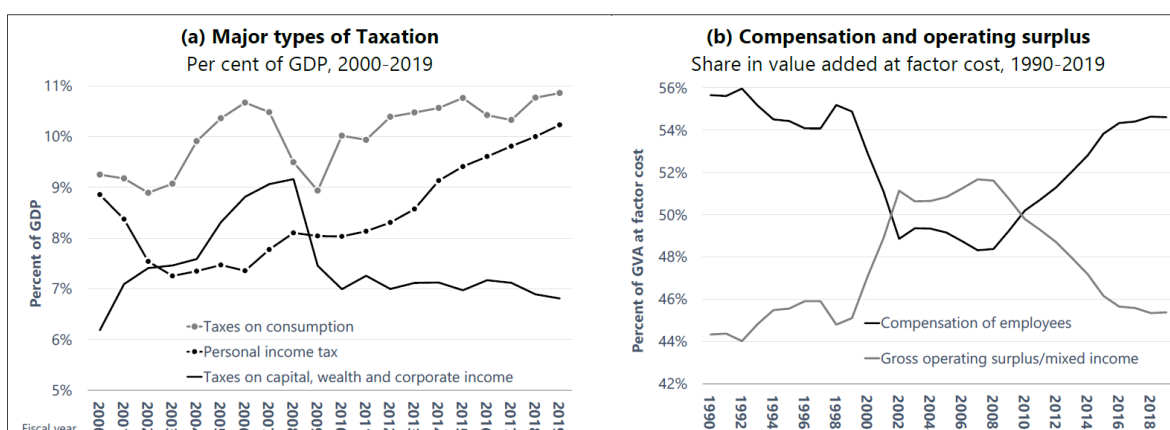 (a) Major types of Taxation
Per cent of GDP, 2000-2019
Percent of GDP
11%
10%
9%
8%
7%
6%
5%
Taxes on consumption
Personal income tax
Taxes on capital, wealth and corporate income
Fiscal year
(b) Compensation and operating surplus
Share in value added at factor cost, 1990-2019
Percent of GVA at factor cost
56%
54%
52%
50%
48%
46%
44%
42%
Compensation of employees
Gross operating surplus/mixed income
1990
1992
1994
1996
1998
2000
2002
2004
2006
2008
2010
2012
2014
2016
2018